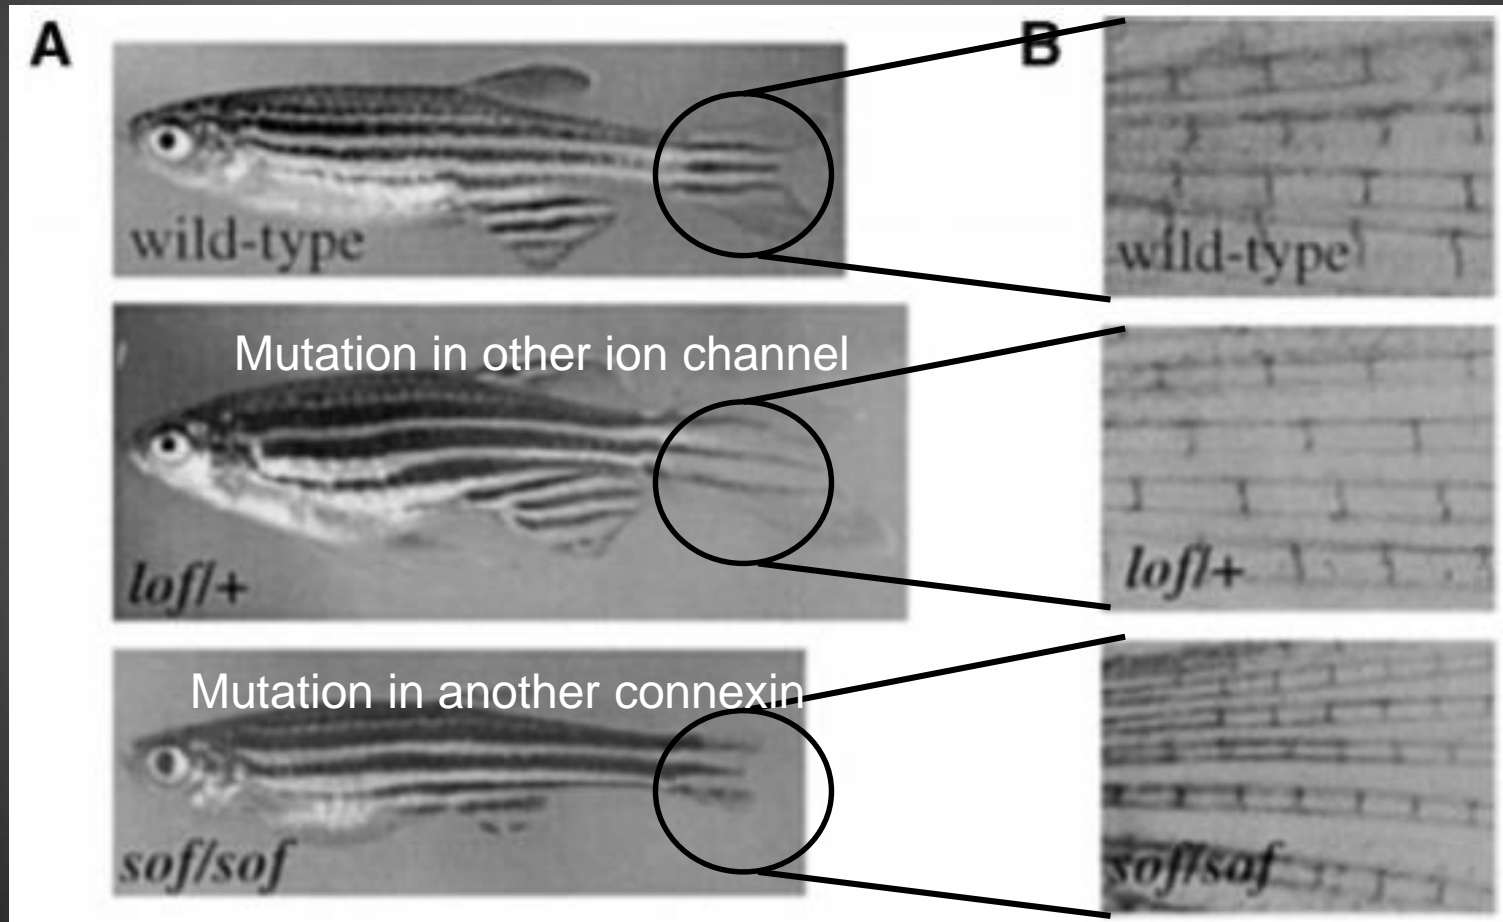 A
B
wild-type
wild-type
Mutation in other ion channel
lof/+
lof/+
Mutation in another connexin
sof/sof
sof/sof